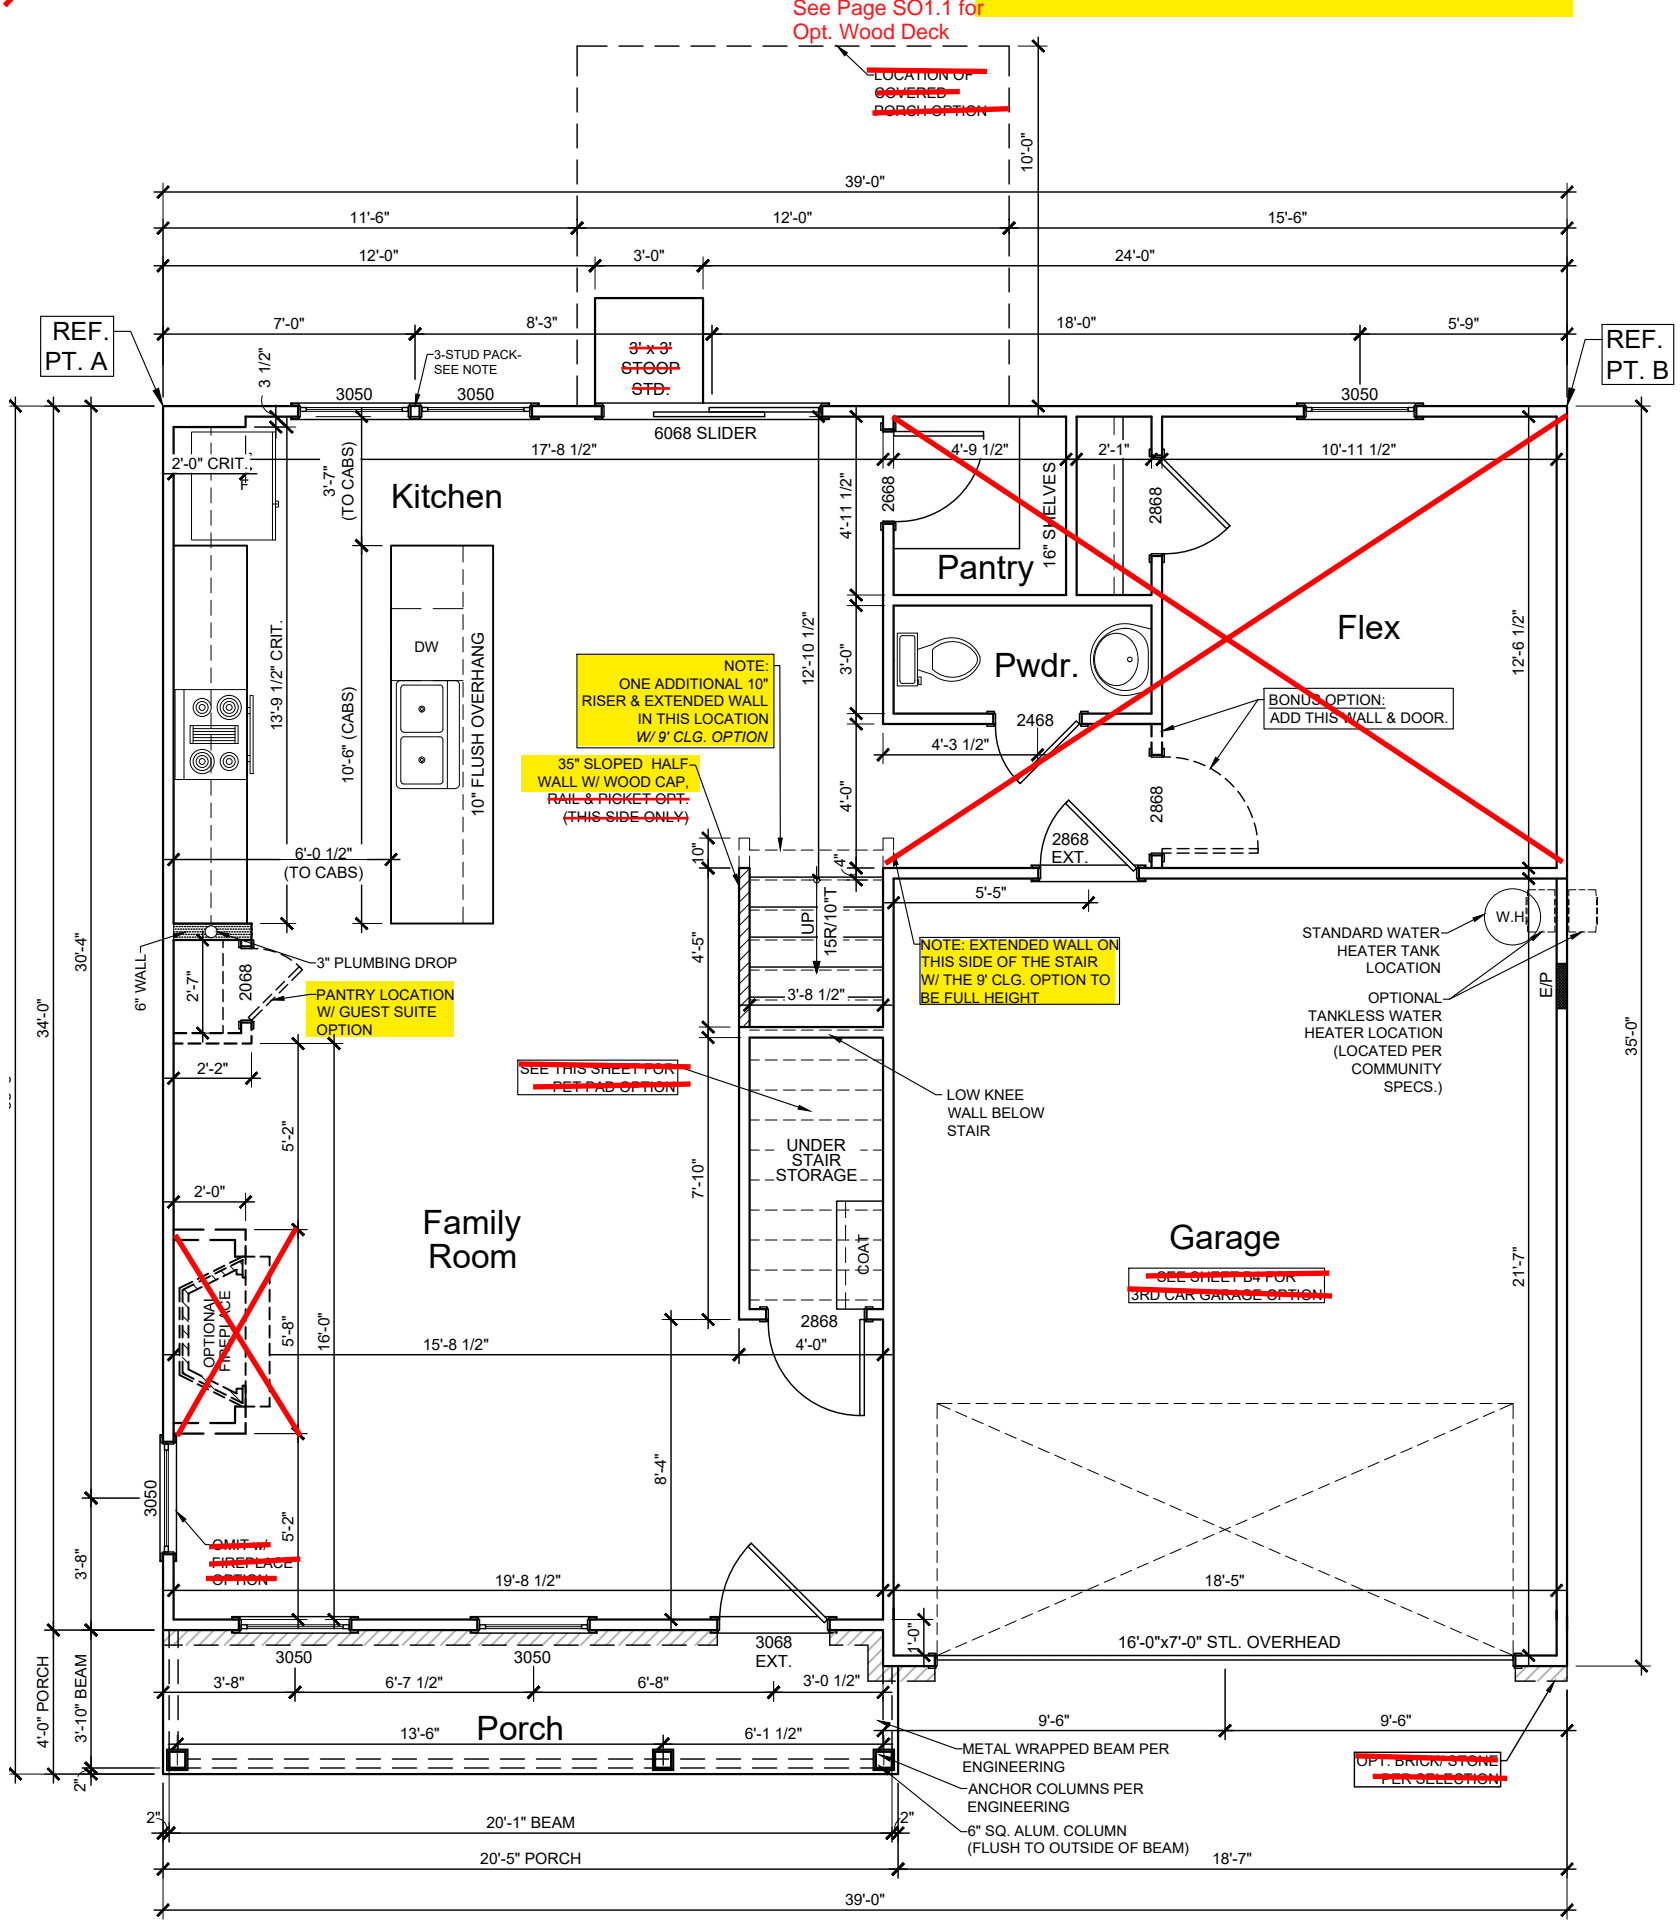 See Page SO1.1 for
Opt. Wood Deck
LOCATION OF
COVERED
PORCH OPTION
10'-0"
39'-0"
11'-6"
12'-0"
15'-6"
12'-0"
3'-0"
24'-0"
7'-0"
8'-3"
18'-0"
5'-9"
REF.
PT. A
REF.
PT. B
3 1/2"
3-STUD PACK-
SEE NOTE
3' x 3'
STOOP
STD.
3050
3050
3050
6068 SLIDER
2'-0" CRIT.
F
17'-8 1/2"
4'-9 1/2"
2'-1"
10'-11 1/2"
3'-7"
(TO CABS)
Kitchen
4'-11 1/2"
2668
16" SHELVES
2868
Pantry
Flex
12'-6 1/2"
13'-9 1/2" CRIT.
DW
10" FLUSH OVERHANG
10'-6" (CABS)
12'-10 1/2"
3'-0"
Pwdr.
NOTE:
ONE ADDITIONAL 10"
RISER & EXTENDED WALL
IN THIS LOCATION
W/ 9' CLG. OPTION
2468
4'-3 1/2"
BONUS OPTION:
ADD THIS WALL & DOOR.
35" SLOPED HALF
WALL W/ WOOD CAP,
RAIL & PICKET OPT.
(THIS SIDE ONLY)
4'-0"
2868
2868
EXT.
6'-0 1/2"
(TO CABS)
10"
4"
5'-5"
UP
15R/10"T
4'-5"
3'-8 1/2"
NOTE: EXTENDED WALL ON
THIS SIDE OF THE STAIR
W/ THE 9' CLG. OPTION TO
BE FULL HEIGHT
W.H.
STANDARD WATER
HEATER TANK
LOCATION
E/P
OPTIONAL
TANKLESS WATER
HEATER LOCATION
(LOCATED PER
COMMUNITY
SPECS.)
30'-4"
34'-0"
35'-0"
6" WALL
2'-7"
2068
3" PLUMBING DROP
PANTRY LOCATION
W/ GUEST SUITE
OPTION
2'-2"
SEE THIS SHEET FOR
PET PAD OPTION
LOW KNEE
WALL BELOW
STAIR
5'-2"
7'-10"
UNDER
STAIR
STORAGE
COAT
2'-0"
Family
Room
OPTIONAL
FIREPLACE
5'-8"
16'-0"
15'-8 1/2"
4'-0"
2868
Garage
SEE SHEET B4 FOR
3RD CAR GARAGE OPTION
21'-7"
8'-4"
3050
5'-2"
OMIT w/
FIREPLACE
OPTION
3'-8"
19'-8 1/2"
18'-5"
1'-0"
16'-0"x7'-0" STL. OVERHEAD
3050
3050
3068
EXT.
3'-8"
6'-7 1/2"
6'-8"
3'-0 1/2"
4'-0" PORCH
3'-10" BEAM
2"
Porch
13'-6"
6'-1 1/2"
9'-6"
9'-6"
METAL WRAPPED BEAM PER
ENGINEERING
ANCHOR COLUMNS PER
ENGINEERING
6" SQ. ALUM. COLUMN
(FLUSH TO OUTSIDE OF BEAM)
OPT. BRICK/ STONE
PER SELECTION
2"
20'-1" BEAM
2"
20'-5" PORCH
18'-7"
39'-0"